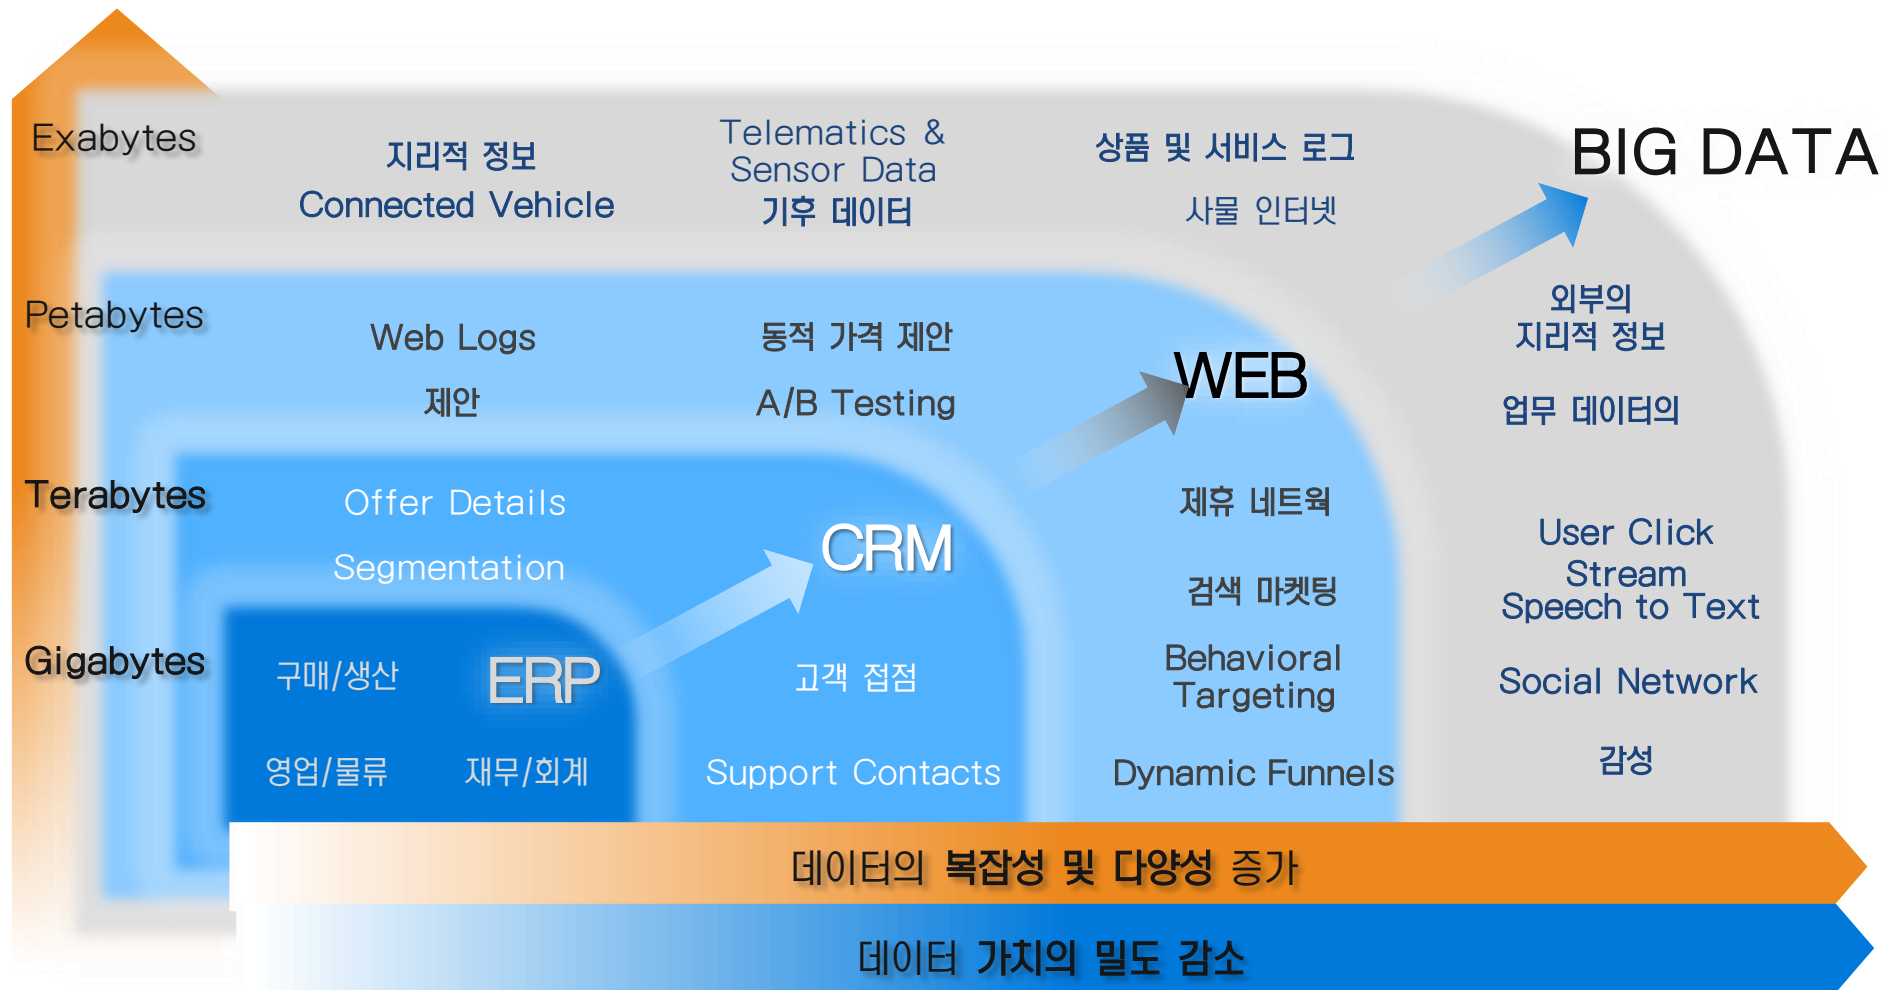 Exabytes
지리적 정보
Connected Vehicle
Telematics &
Sensor Data
기후 데이터
상품 및 서비스 로그
사물 인터넷
BIG DATA
Petabytes
Web Logs
제안
동적 가격 제안
A/B Testing
WEB
외부의
지리적 정보
업무 데이터의
Terabytes
Offer Details
Segmentation
CRM
제휴 네트웍
검색 마켓팅
Behavioral
Targeting
Dynamic Funnels
User Click
Stream
Speech to Text
Social Network
감성
Gigabytes
구매/생산
ERP
영업/물류
재무/회계
고객 접점
Support Contacts
데이터의 복잡성 및 다양성 증가
데이터 가치의 밀도 감소